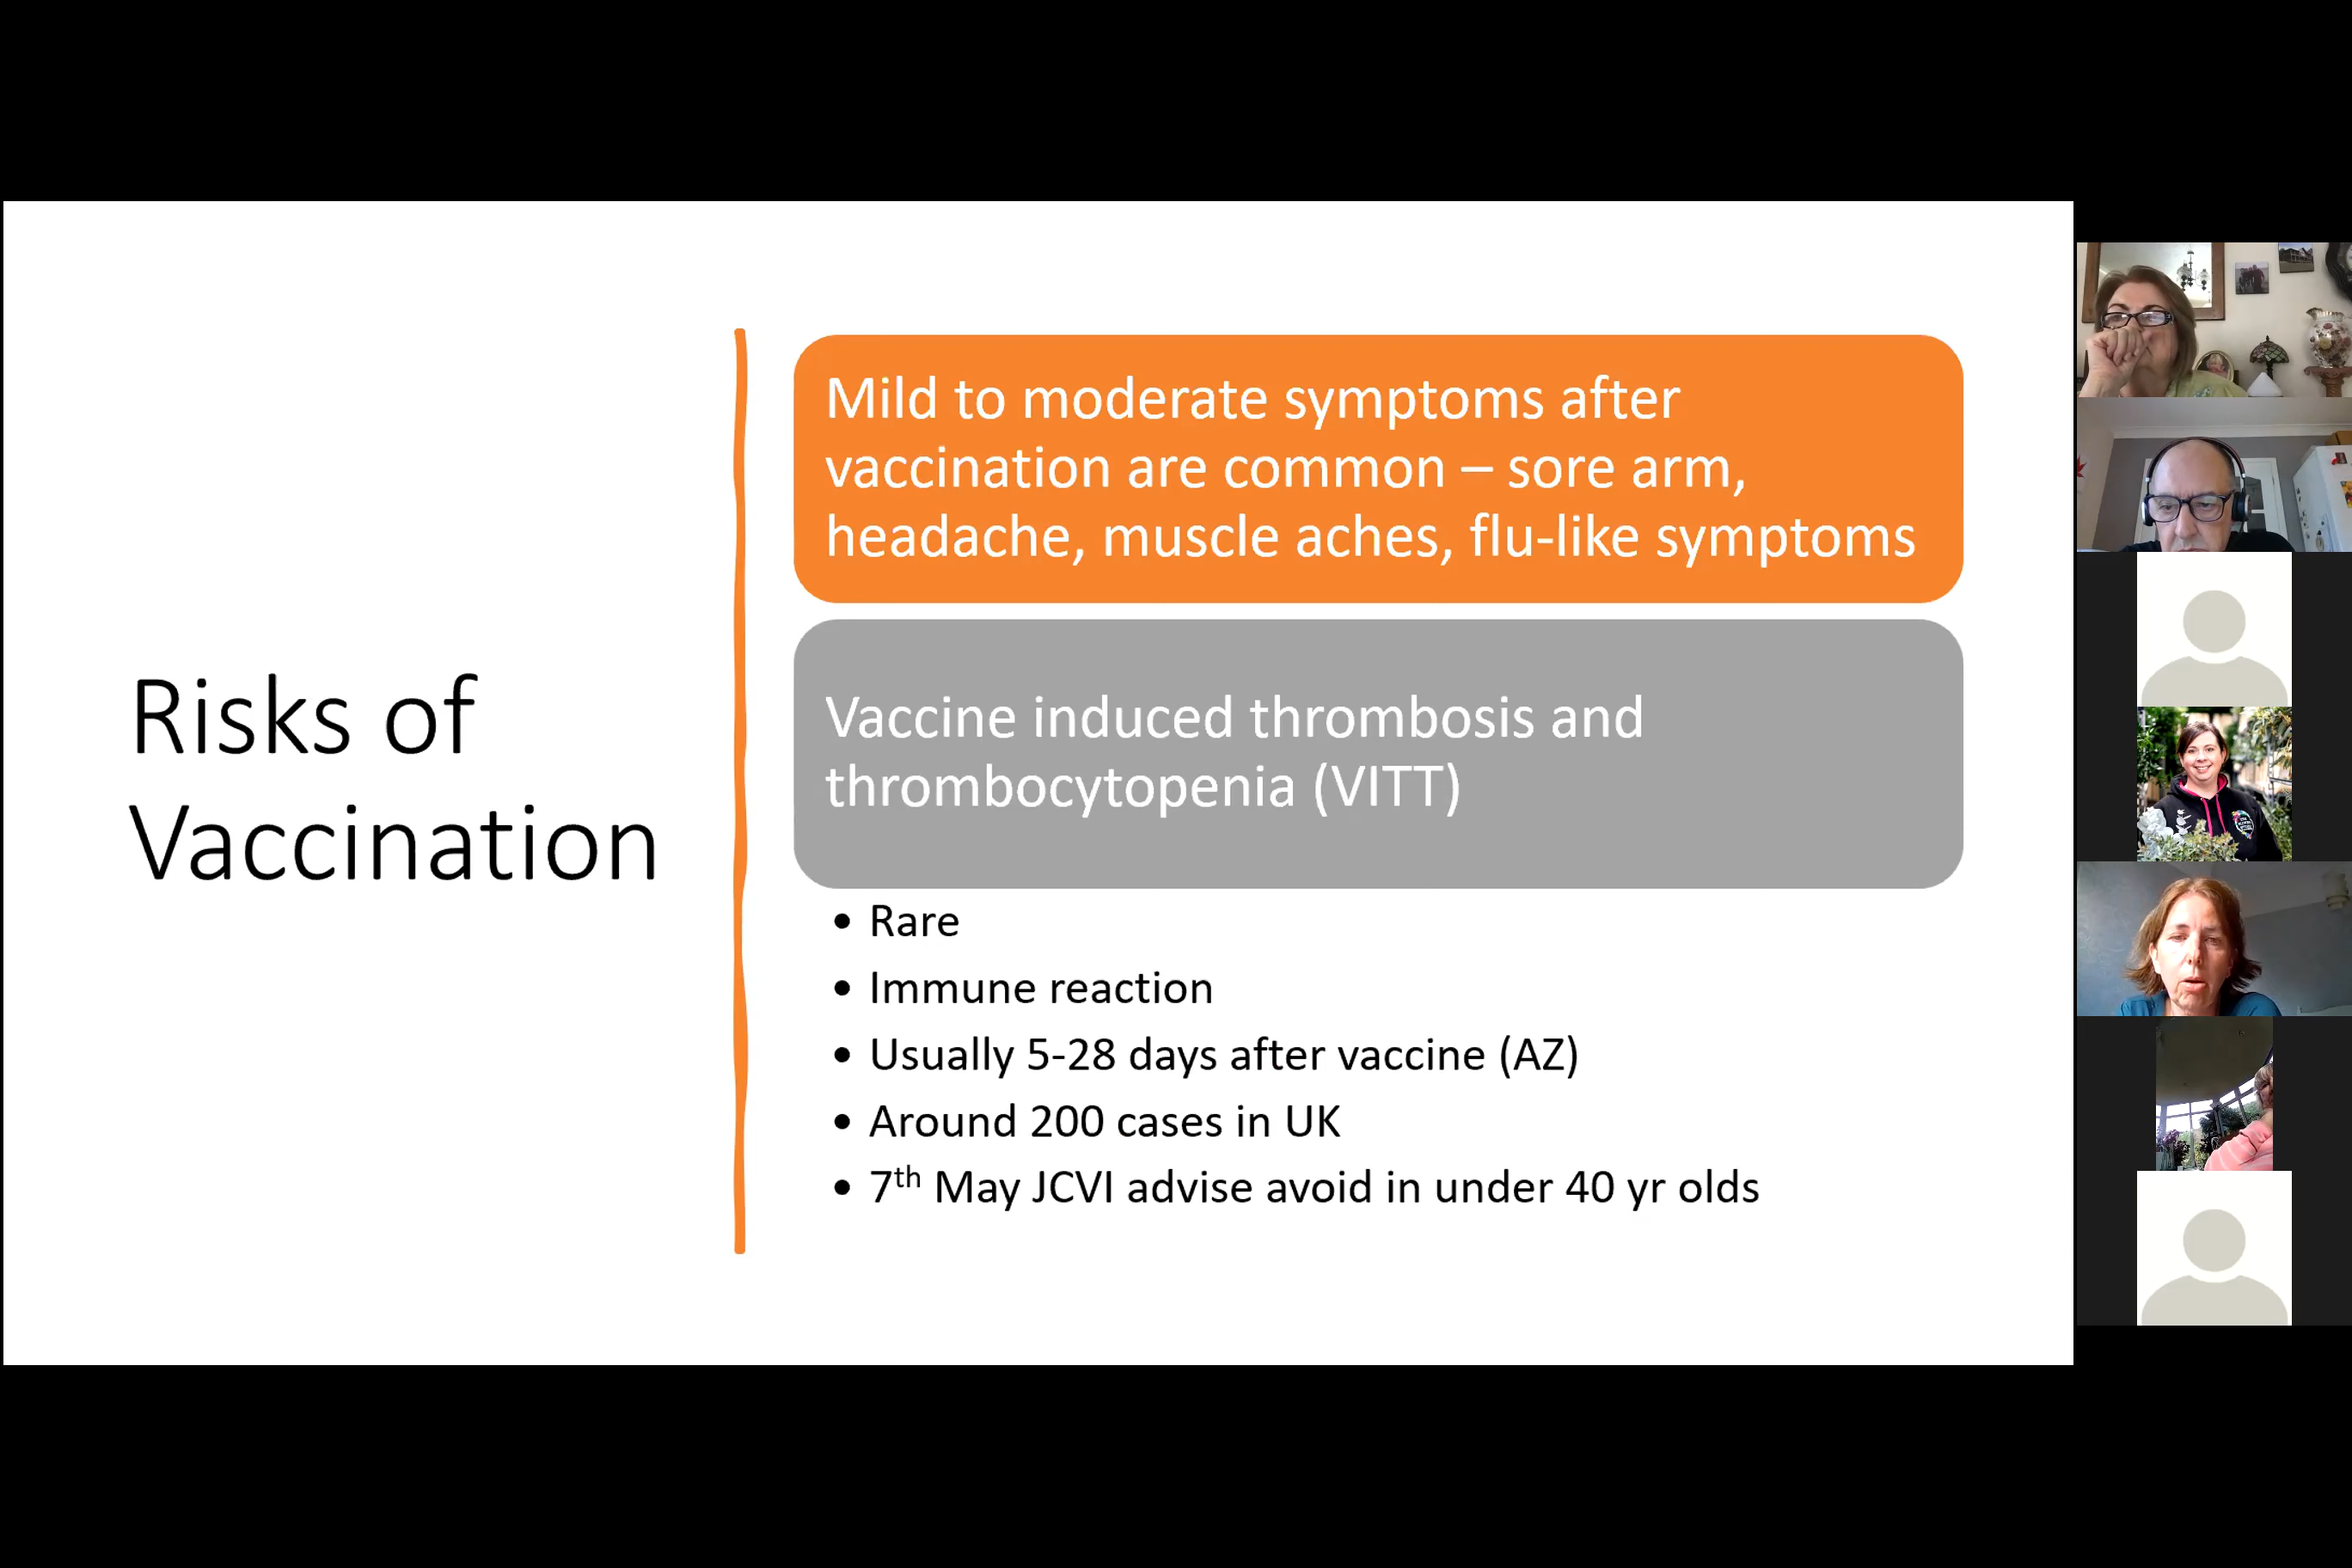 Risks of
Vaccination
Mild to moderate symptoms after
vaccination are common – sore arm,
headache, muscle aches, flu-like symptoms
Vaccine induced thrombosis and
thrombocytopenia (VITT)
• Rare
• Immune reaction
• Usually 5-28 days after vaccine (AZ)
• Around 200 cases in UK
• 7th May JCVI advise avoid in under 40 yr olds